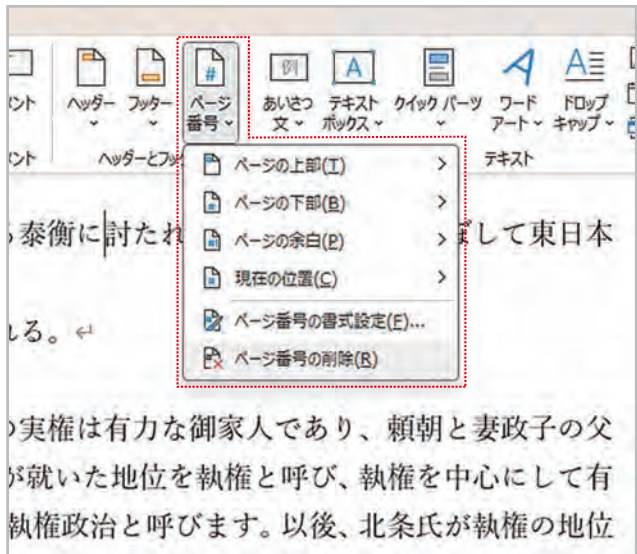 ント ヘッダー フッター ページ番号 あいさつ文 テキストボックス クイック パーツ ワードアート ドロップキャップ
ント ヘッダーとフッ テキスト
ページの上部(T)
ページの下部(B)
ページの余白(P)
現在の位置(C)
ページ番号の書式設定(F)...
ページ番号の削除(R)
泰衡に討たれ ばして東日本
れる。
の実権は有力な御家人であり、頼朝と妻政子の父
が就いた地位を執権と呼び、執権を中心にして有
執権政治と呼びます。以後、北条氏が執権の地位